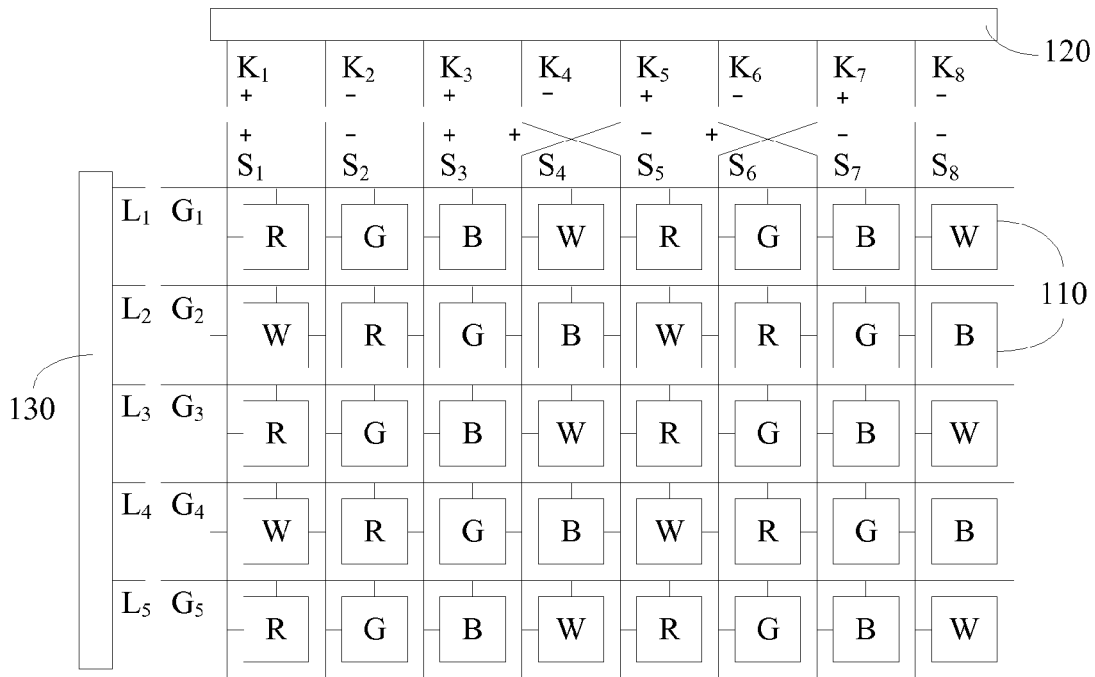 120
K₁ K₂ K₃ K₄ K₅ K₆ K₇ K₈
+ - + - + - + -
+ - + + - + - -
S₁ S₂ S₃ S₄ S₅ S₆ S₇ S₈
L₁ G₁ R G B W R G B W
110
L₂ G₂ W R G B W R G B
130
L₃ G₃ R G B W R G B W
L₄ G₄ W R G B W R G B
L₅ G₅ R G B W R G B W